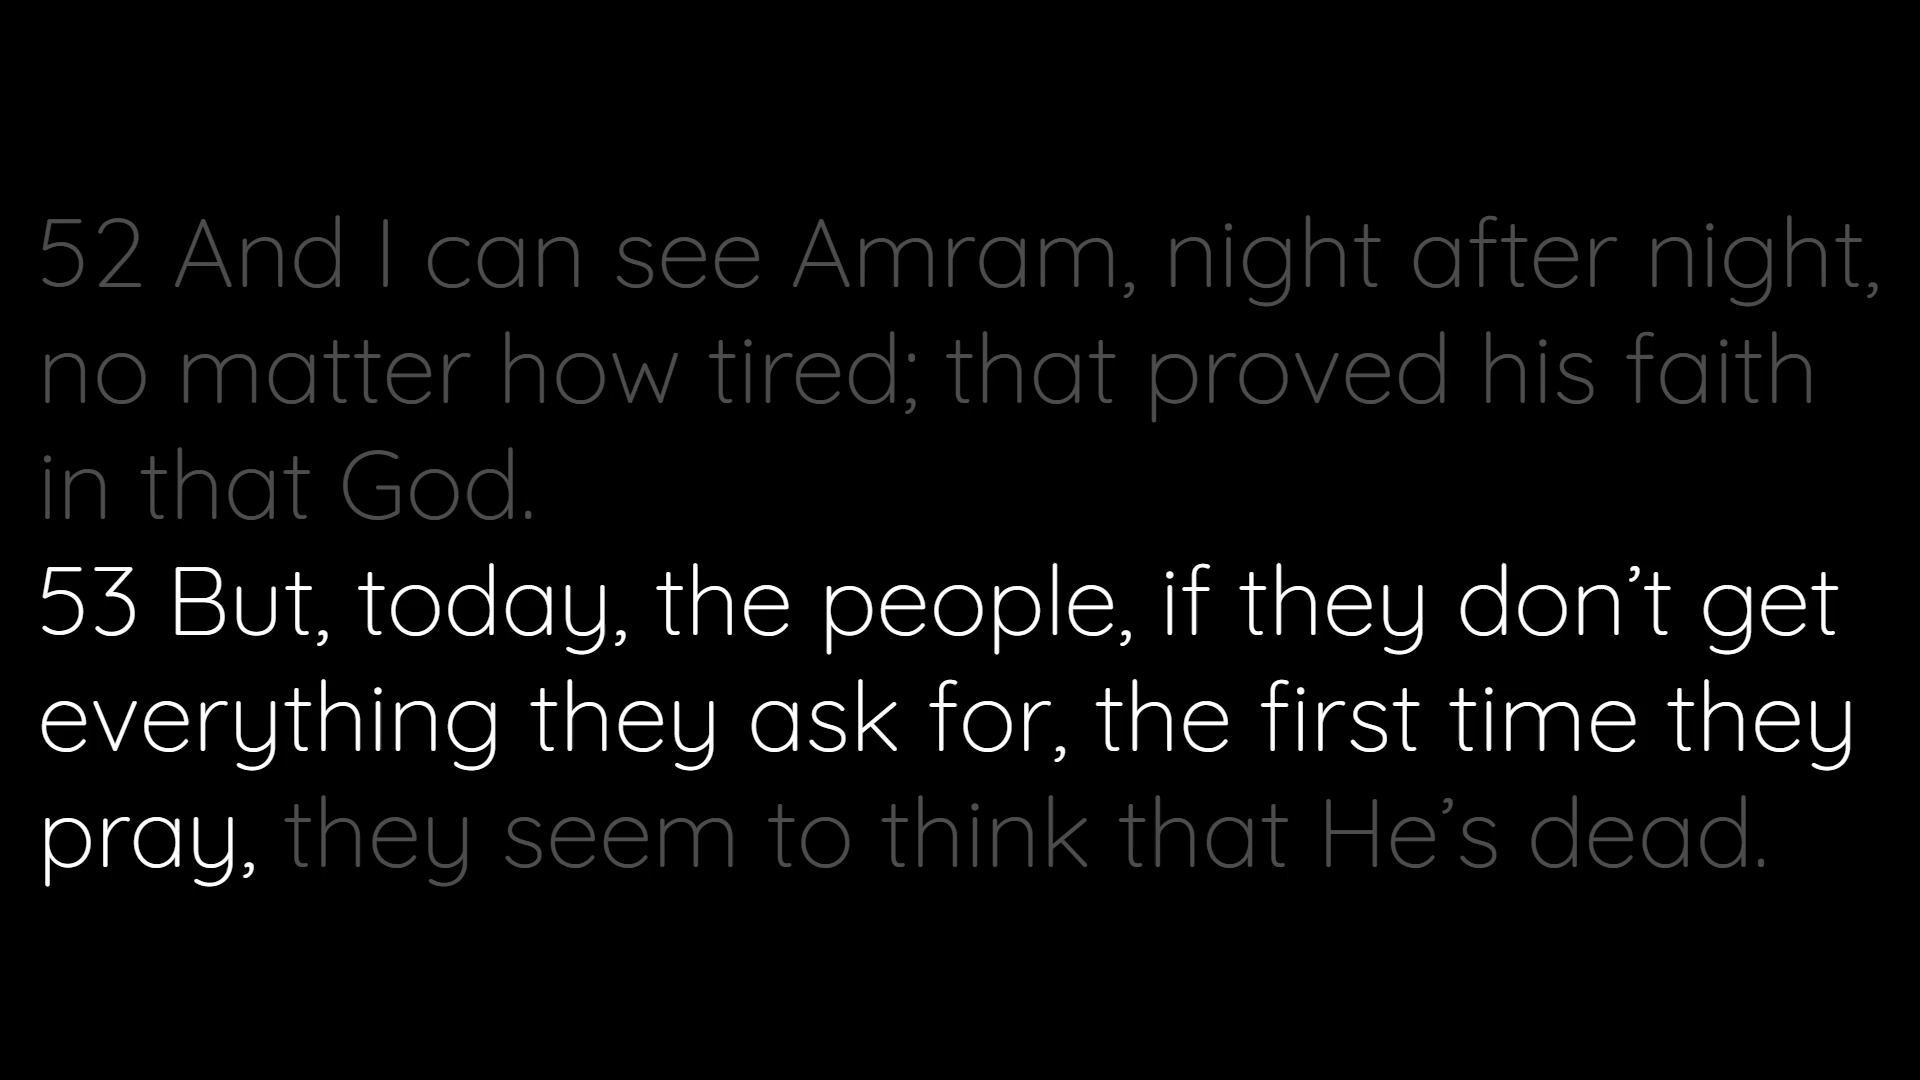 52 And I can see Amram, night after night,
no matter how tired; that proved his faith
in that God.
53 But, today, the people, if they don’t get
everything they ask for, the first time they
pray, they seem to think that He’s dead.